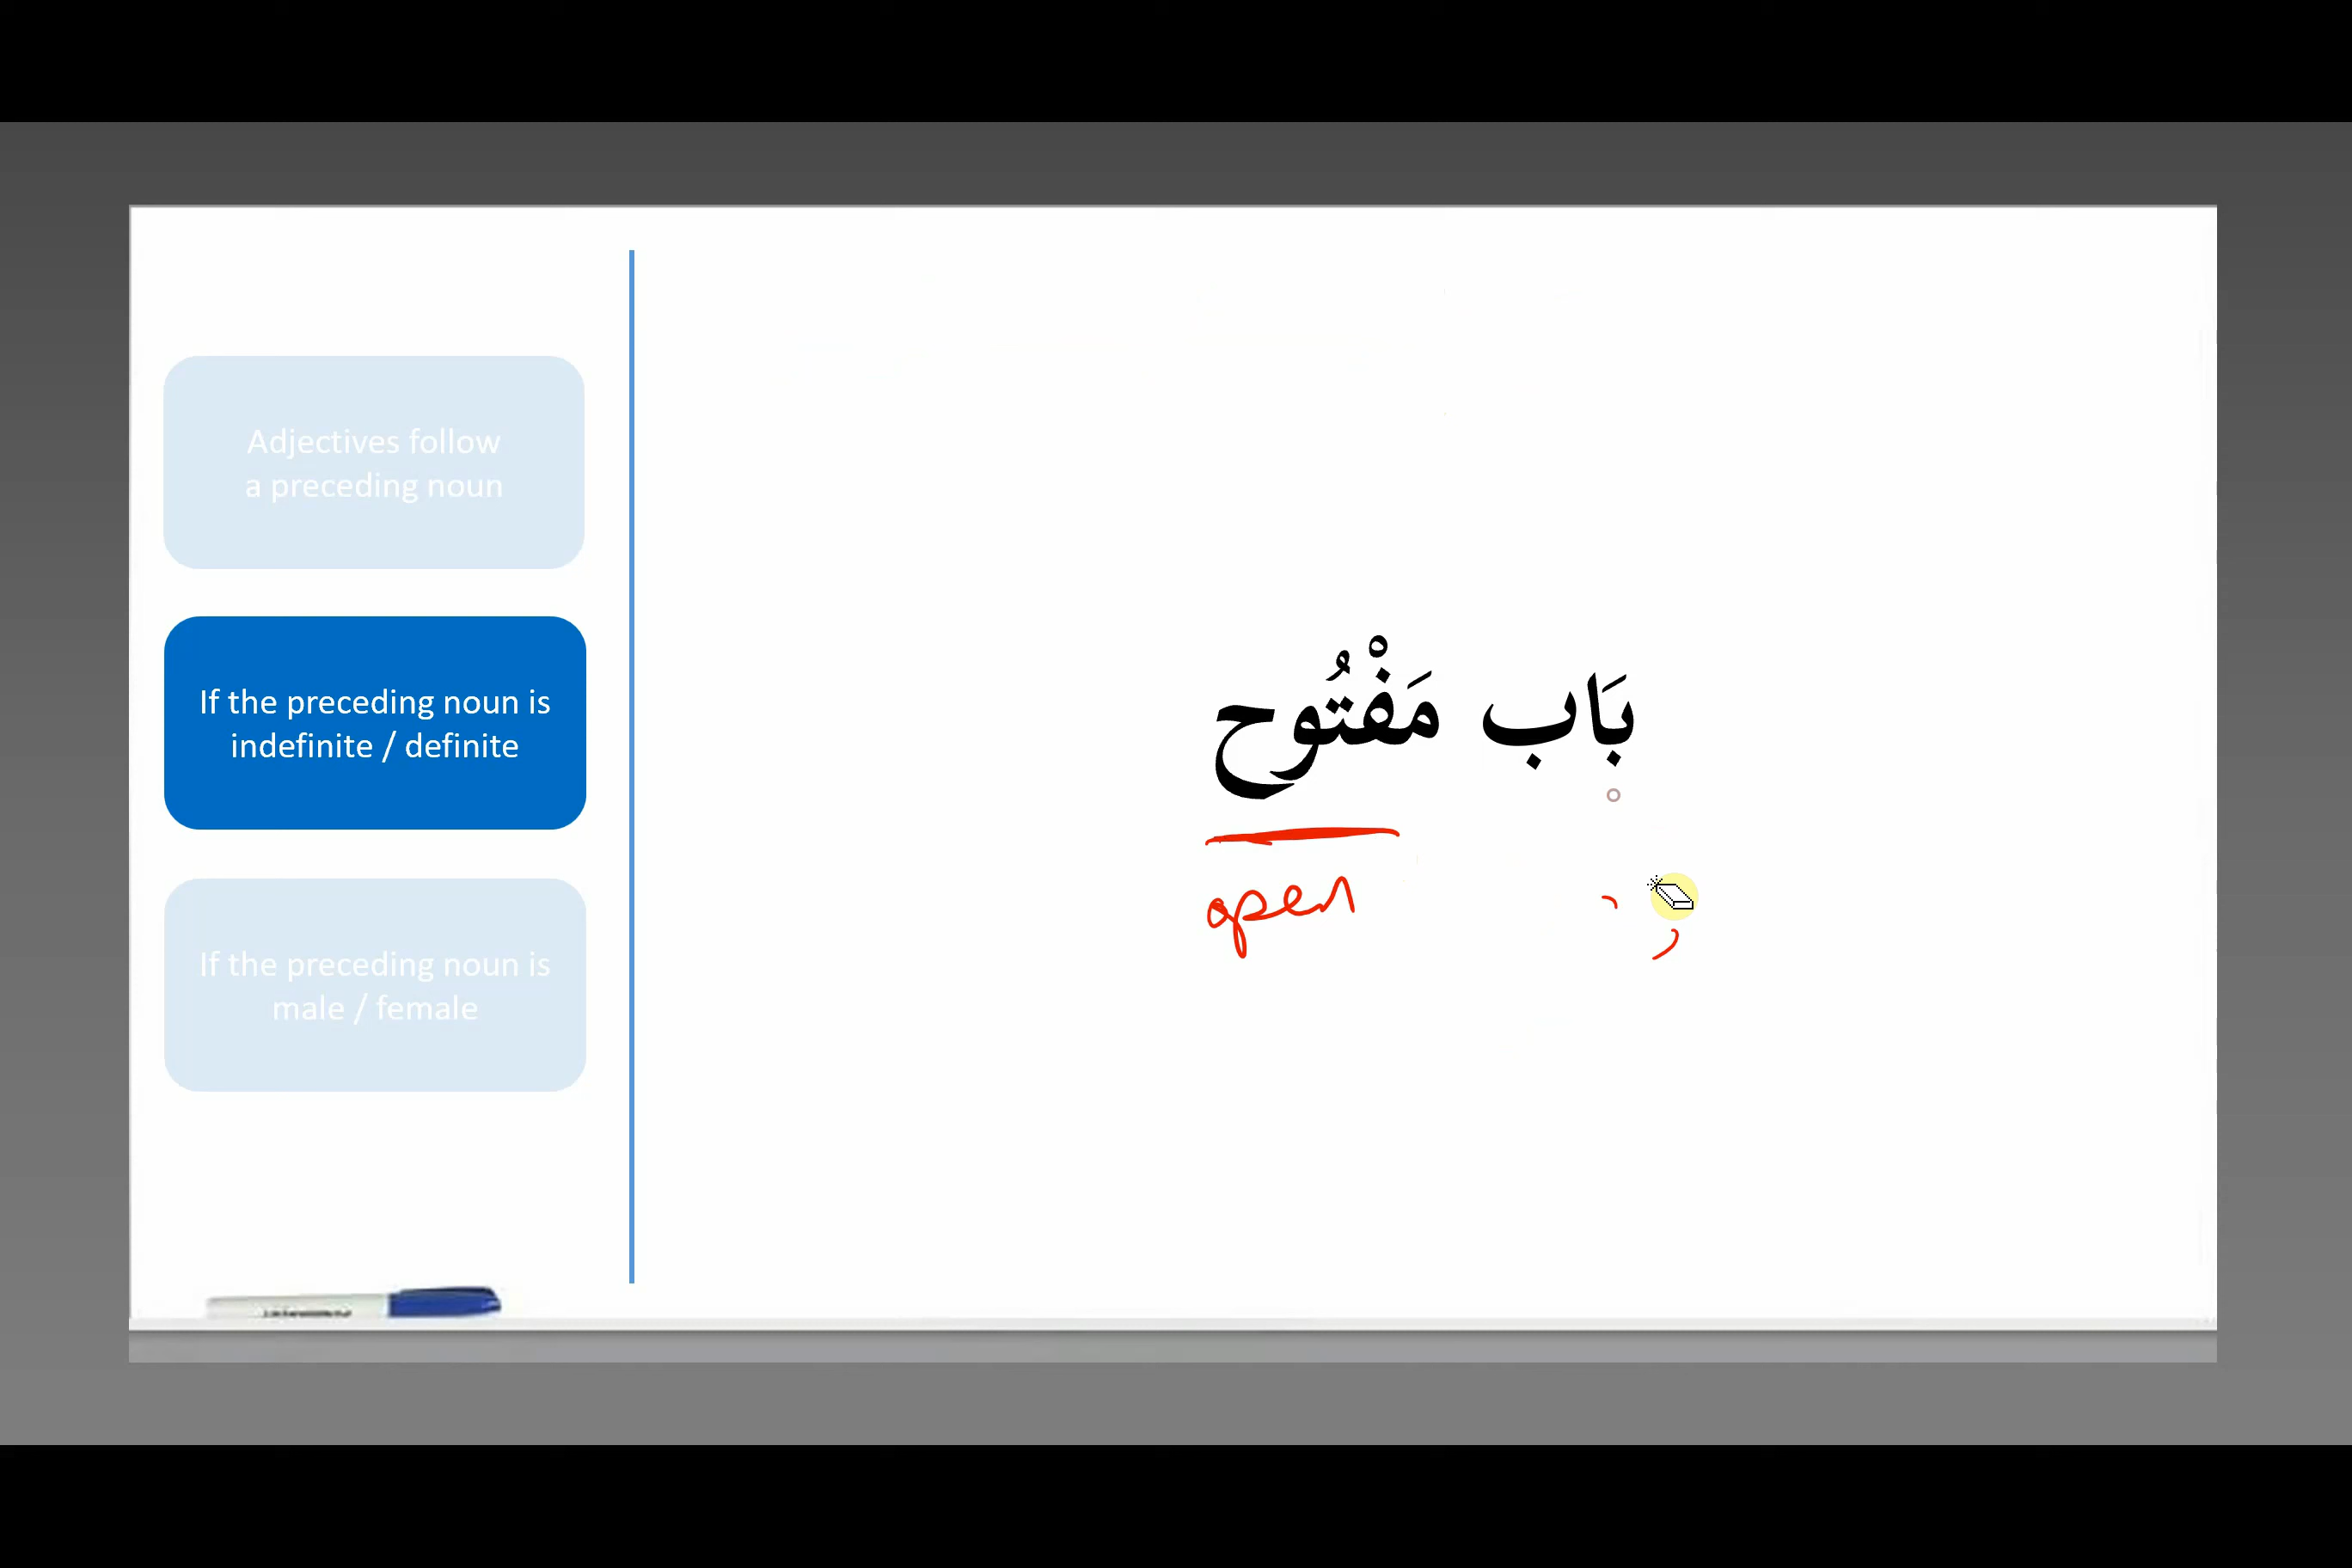 Adjectives follow
a preceding noun
If the preceding noun is
indefinite / definite
If the preceding noun is
male / female
بَاب مَفْتُوح
open